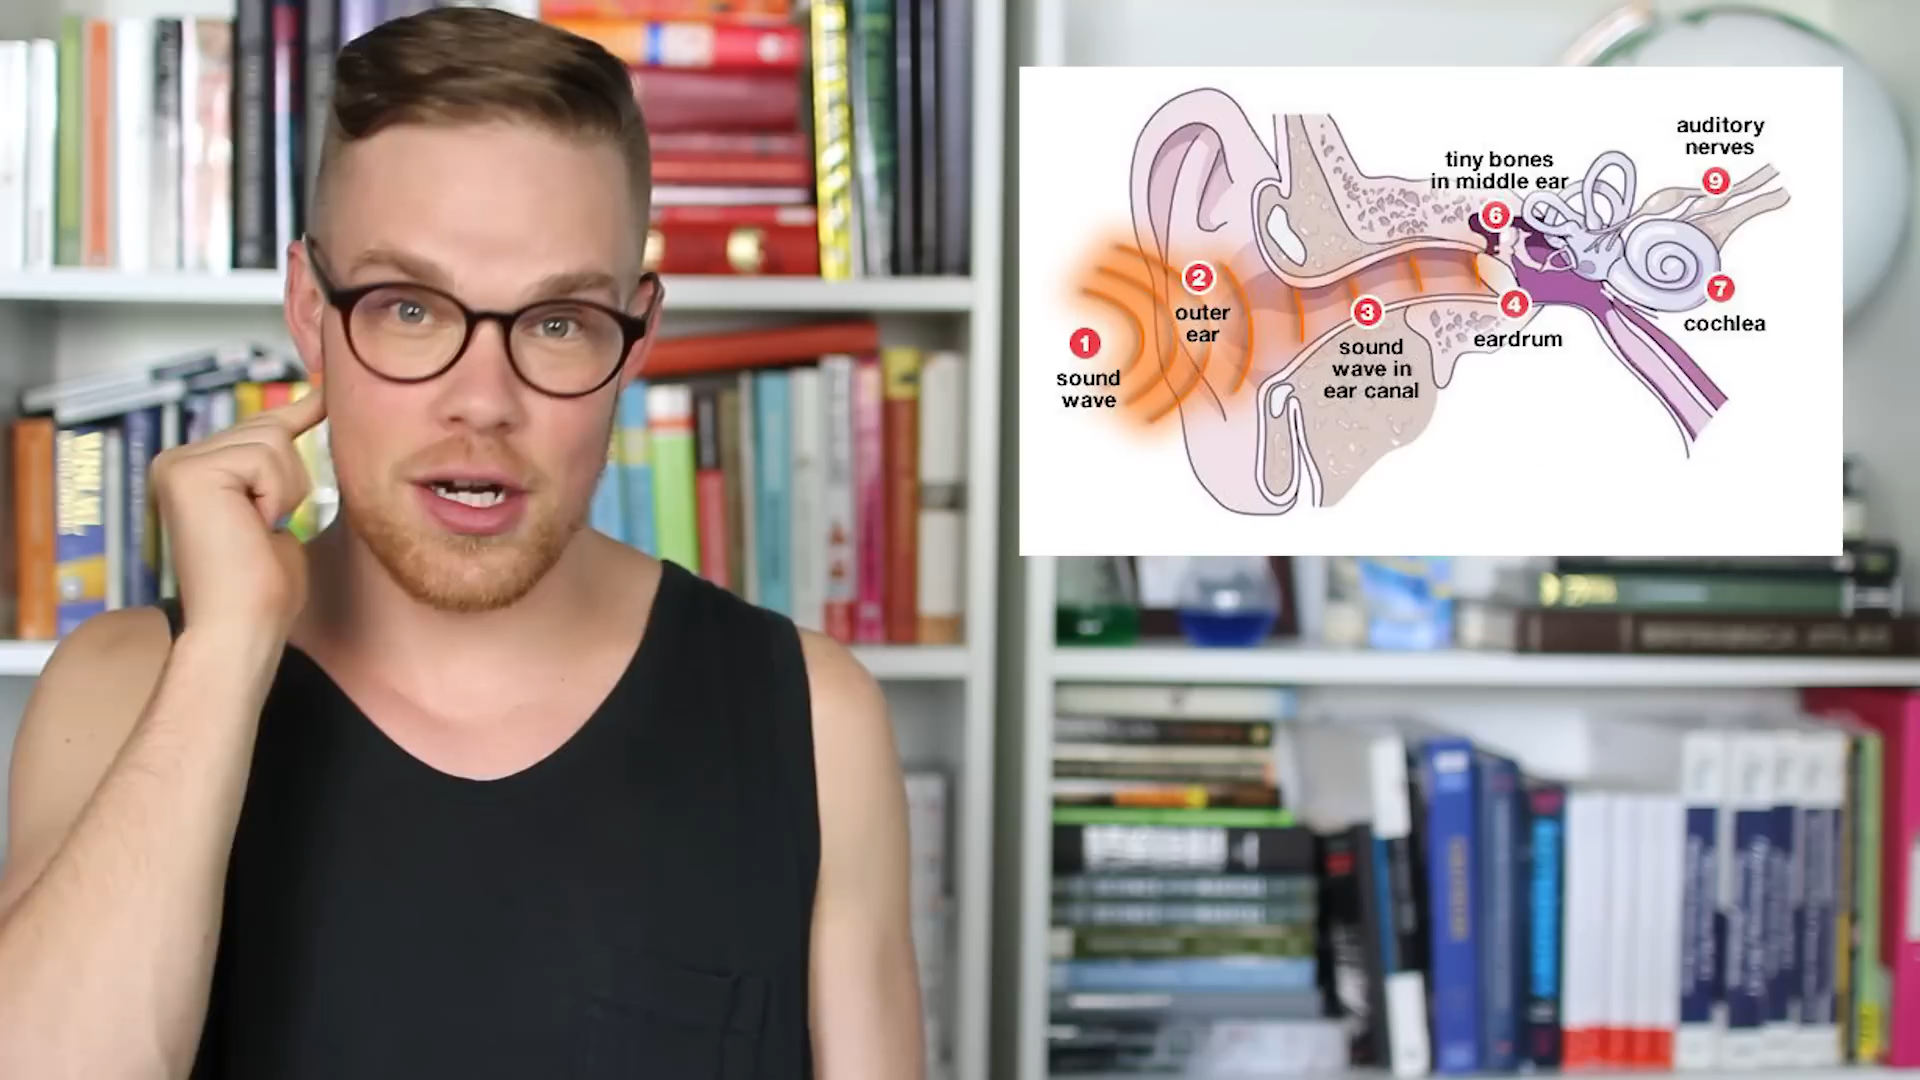 auditory
nerves
9
tiny bones
in middle ear
6
2
outer
ear
7
cochlea
1
sound
wave
3
sound
wave in
ear canal
4
eardrum